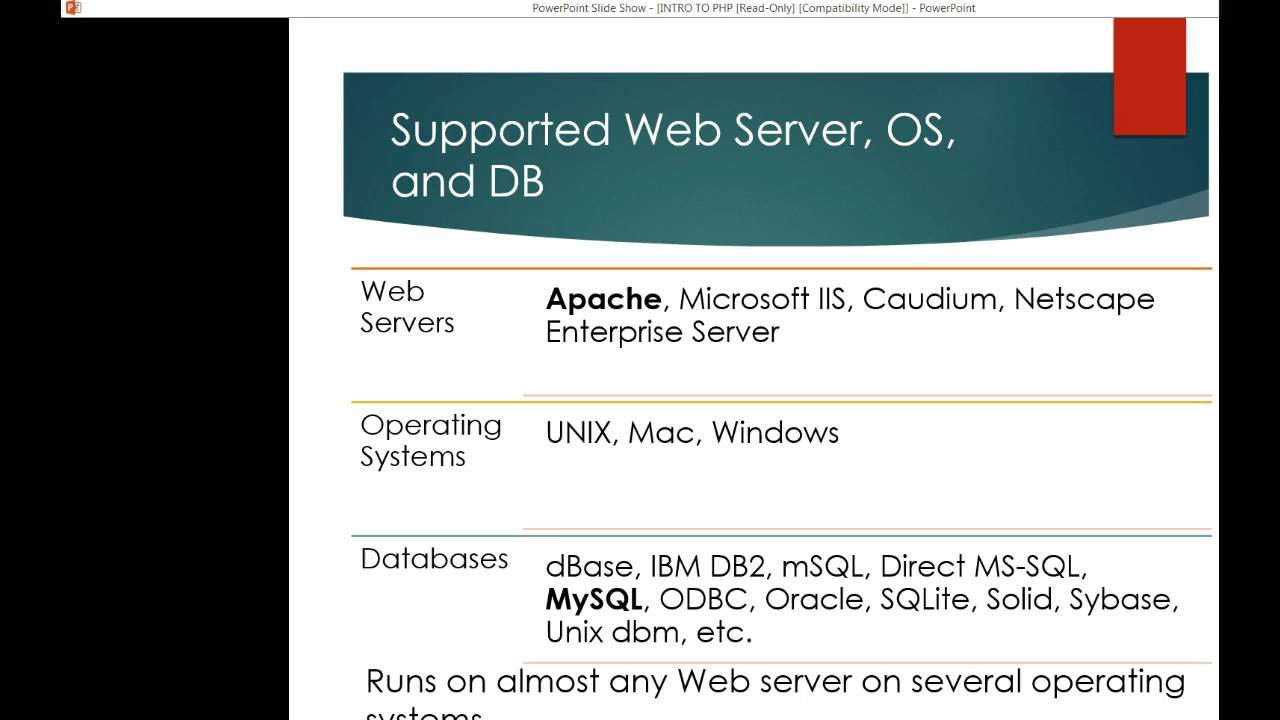 PowerPoint Slide Show - [INTRO TO PHP [Read-Only] [Compatibility Mode]] - PowerPoint
Supported Web Server, OS,
and DB
Web
Servers
Apache, Microsoft IIS, Caudium, Netscape
Enterprise Server
Operating
Systems
UNIX, Mac, Windows
Databases
dBase, IBM DB2, mSQL, Direct MS-SQL,
MySQL, ODBC, Oracle, SQLite, Solid, Sybase,
Unix dbm, etc.
Runs on almost any Web server on several operating
systems